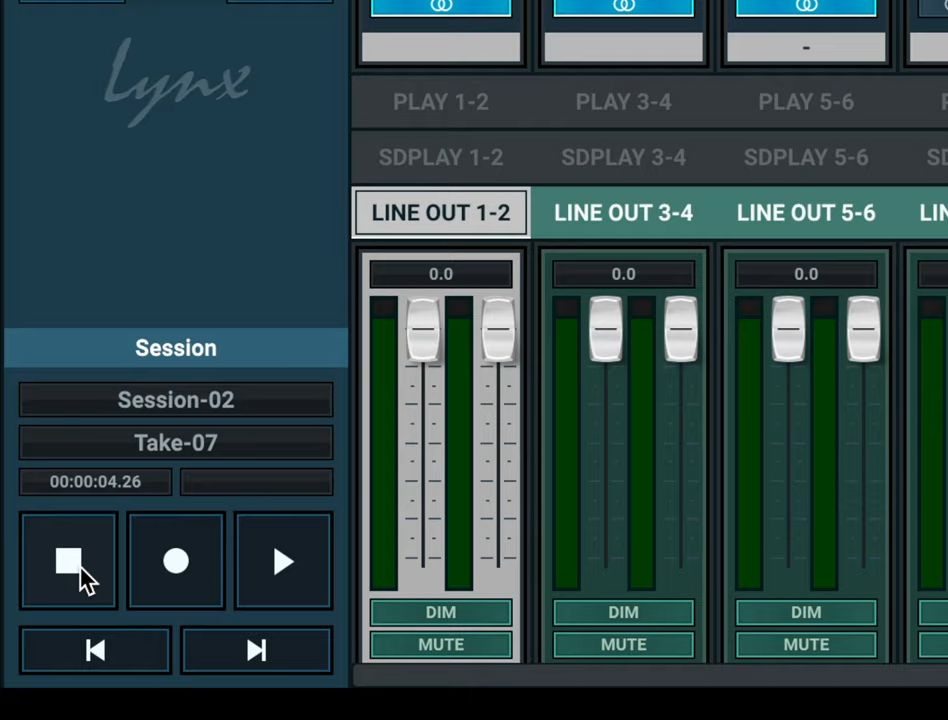 Lynx
-
PLAY 1-2 PLAY 3-4 PLAY 5-6
SDPLAY 1-2 SDPLAY 3-4 SDPLAY 5-6 SD
LINE OUT 1-2 LINE OUT 3-4 LINE OUT 5-6 LIN
0.0 0.0 0.0
Session
Session-02
Take-07
00:00:04.26
DIM DIM DIM
MUTE MUTE MUTE